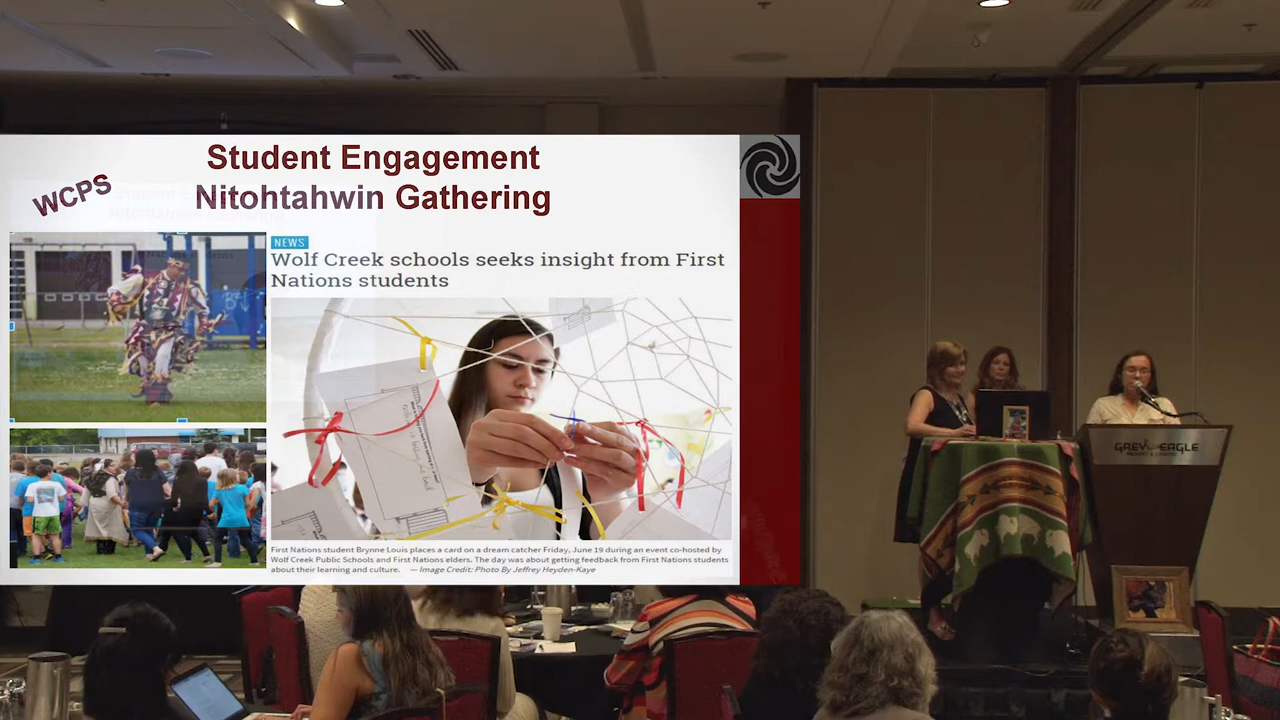 Student Engagement
WCPS
Nitohtahwin Gathering
NEWS
Wolf Creek schools seeks insight from First
Nations students
First Nations student Brynne Louis places a card on a dream catcher Friday, June 19 during an event co-hosted by
Wolf Creek Public Schools and First Nations elders. The day was about getting feedback from First Nations students
about their learning and culture. — Image Credit: Photo By Jeffrey Heyden-Kaye
GREY EAGLE
RESORT & CASINO